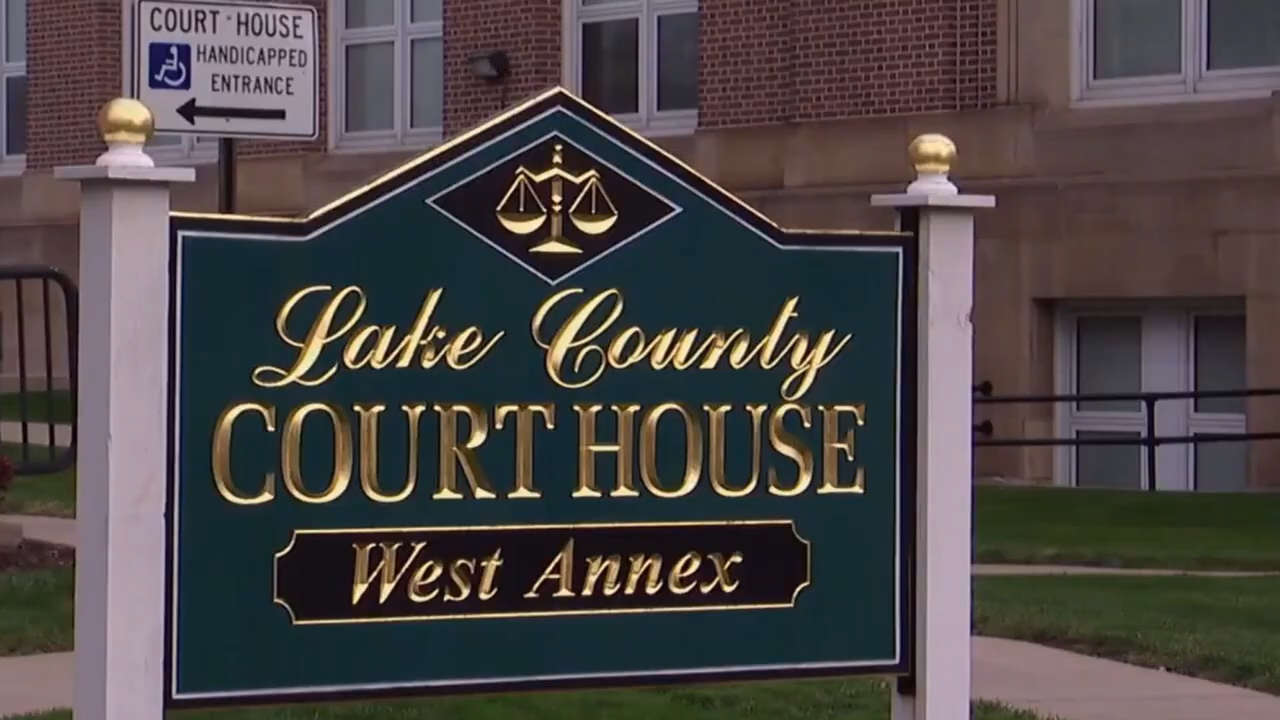 COURT HOUSE
HANDICAPPED
ENTRANCE
Lake County
COURT HOUSE
West Annex